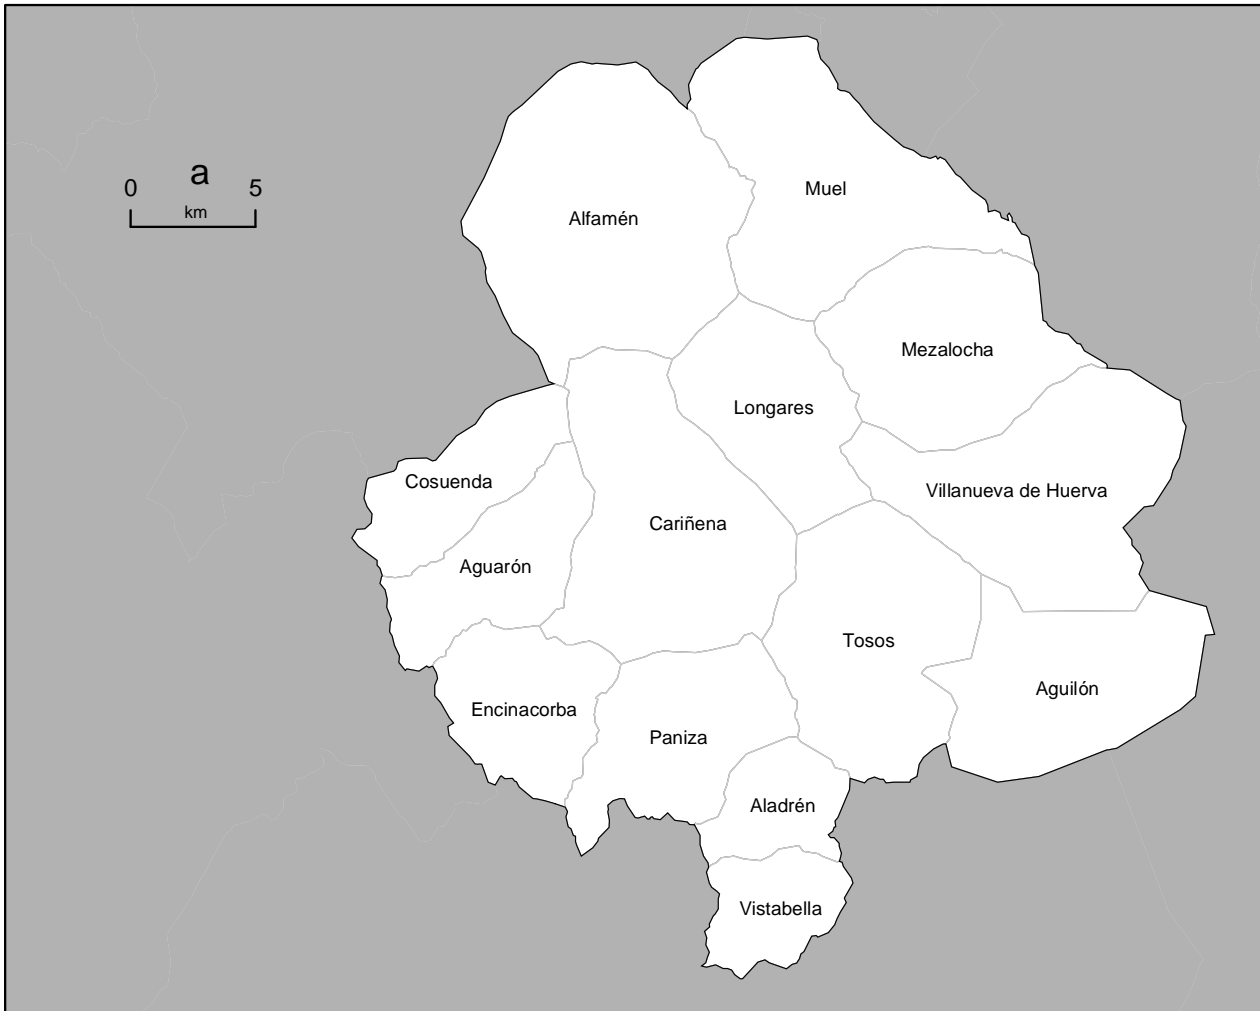 a
0 5
km
Muel
Alfamén
Mezalocha
Longares
Cosuenda
Villanueva de Huerva
Cariñena
Aguarón
Tosos
Aguilón
Encinacorba
Paniza
Aladrén
Vistabella